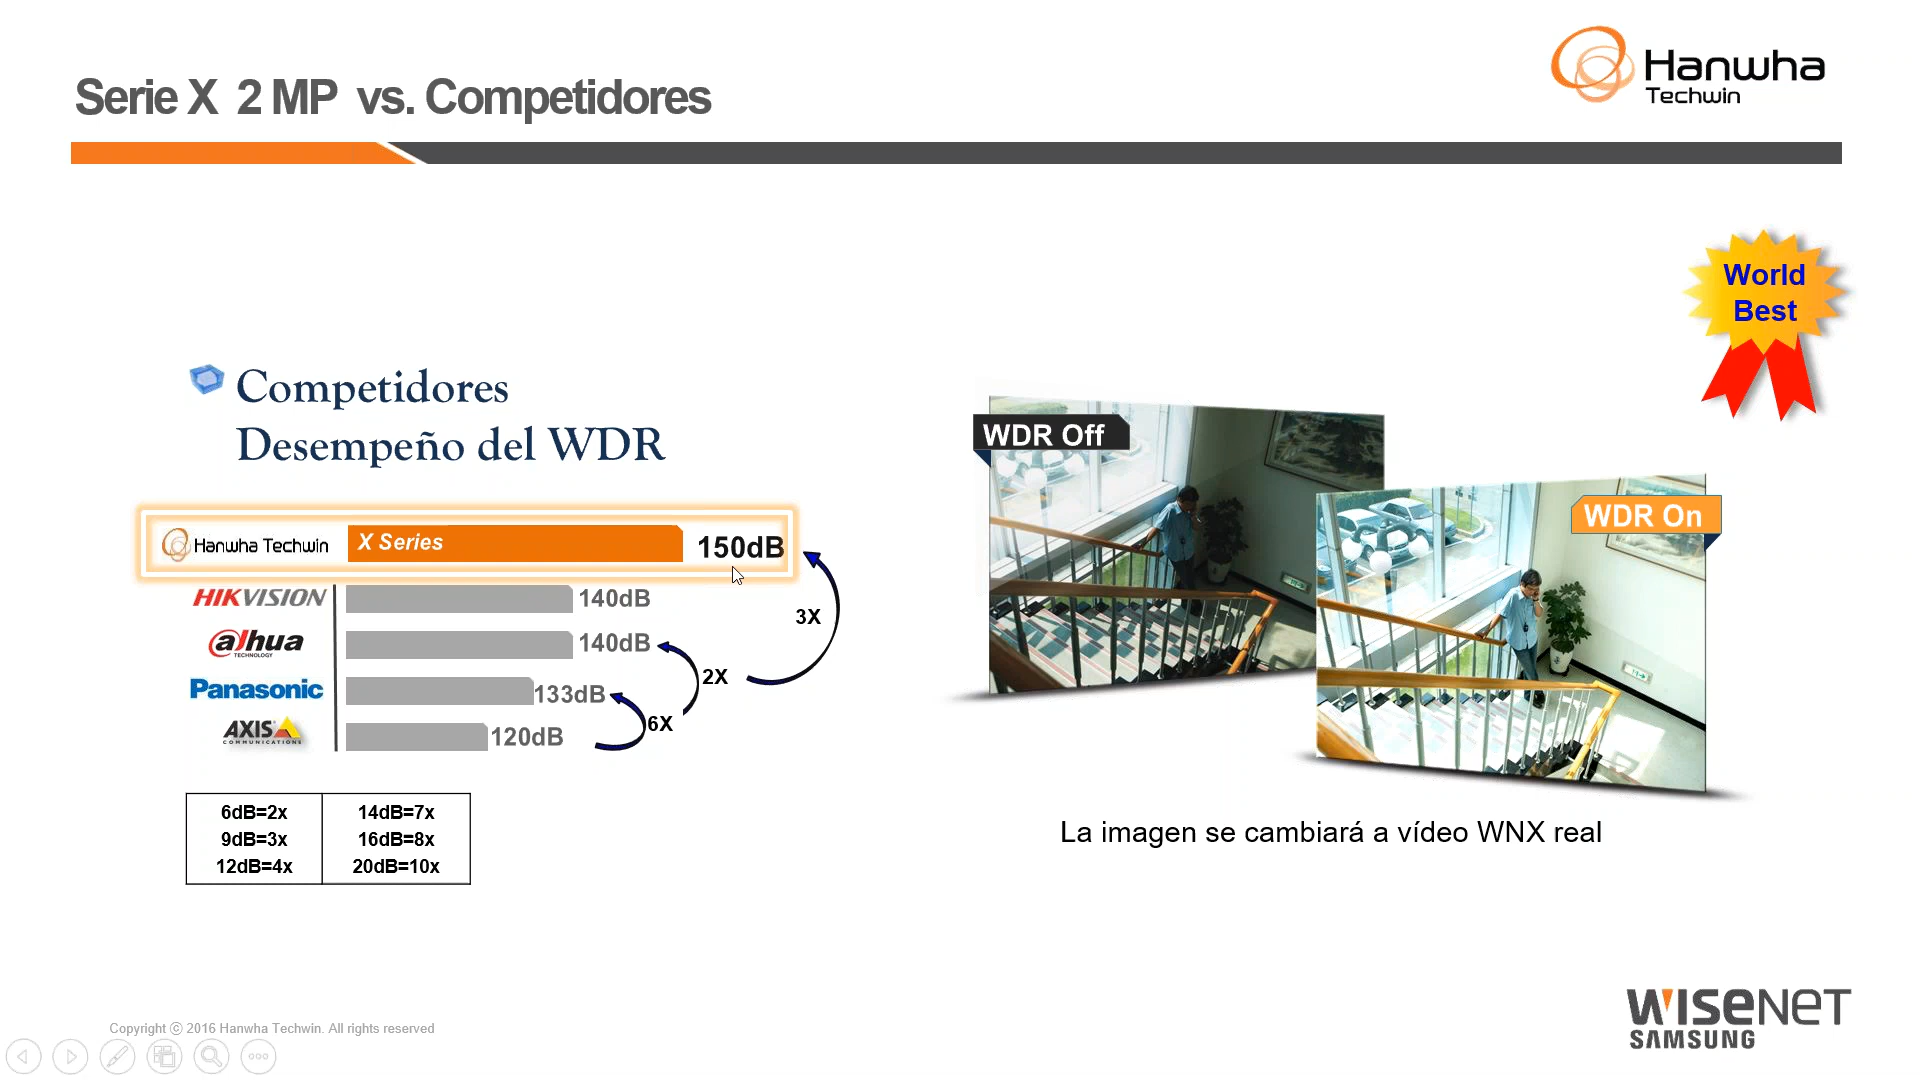 Serie X 2 MP vs. Competidores
Hanwha
Techwin
World
Best
Competidores
Desempeño del WDR
Hanwha Techwin X Series 150dB
HIKVISION 140dB
alhua 140dB
TECHNOLOGY
Panasonic 133dB
AXIS 120dB
COMMUNICATIONS
3X
2X
6X
6dB=2x 14dB=7x
9dB=3x 16dB=8x
12dB=4x 20dB=10x
WDR Off
WDR On
La imagen se cambiará a vídeo WNX real
Copyright ⓒ 2016 Hanwha Techwin. All rights reserved
WISENET
SAMSUNG